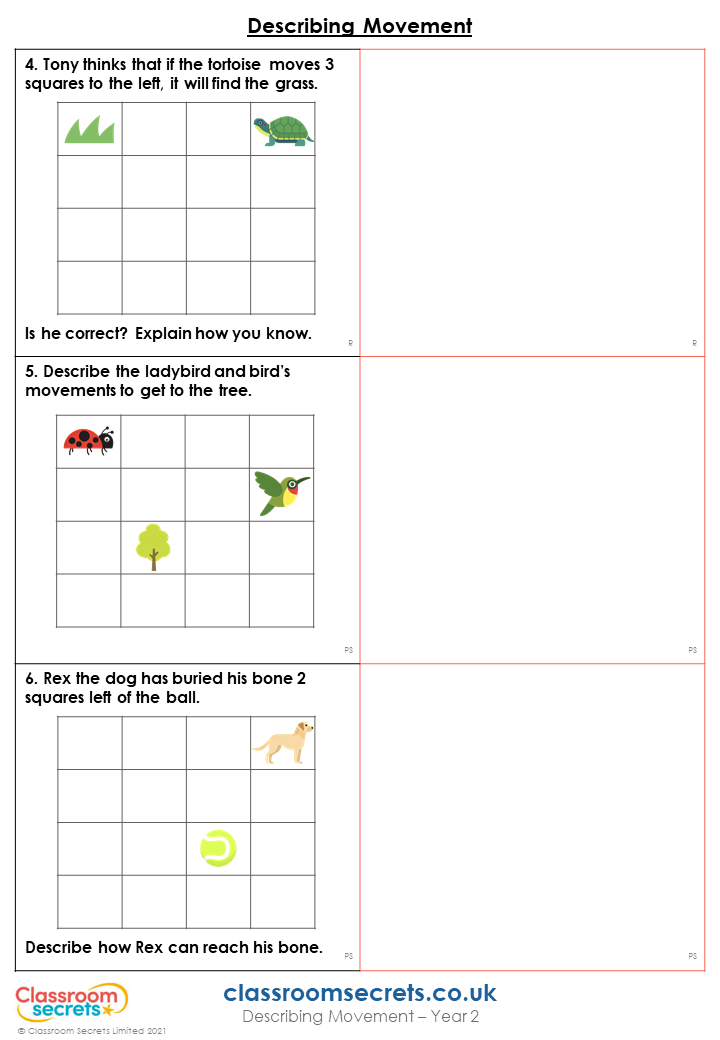 Describing Movement
4. Tony thinks that if the tortoise moves 3
squares to the left, it will find the grass.
Is he correct? Explain how you know.
R
R
5. Describe the ladybird and bird’s
movements to get to the tree.
PS
PS
6. Rex the dog has buried his bone 2
squares left of the ball.
Describe how Rex can reach his bone.
PS
PS
Classroom
secrets
© Classroom Secrets Limited 2021
classroomsecrets.co.uk
Describing Movement – Year 2